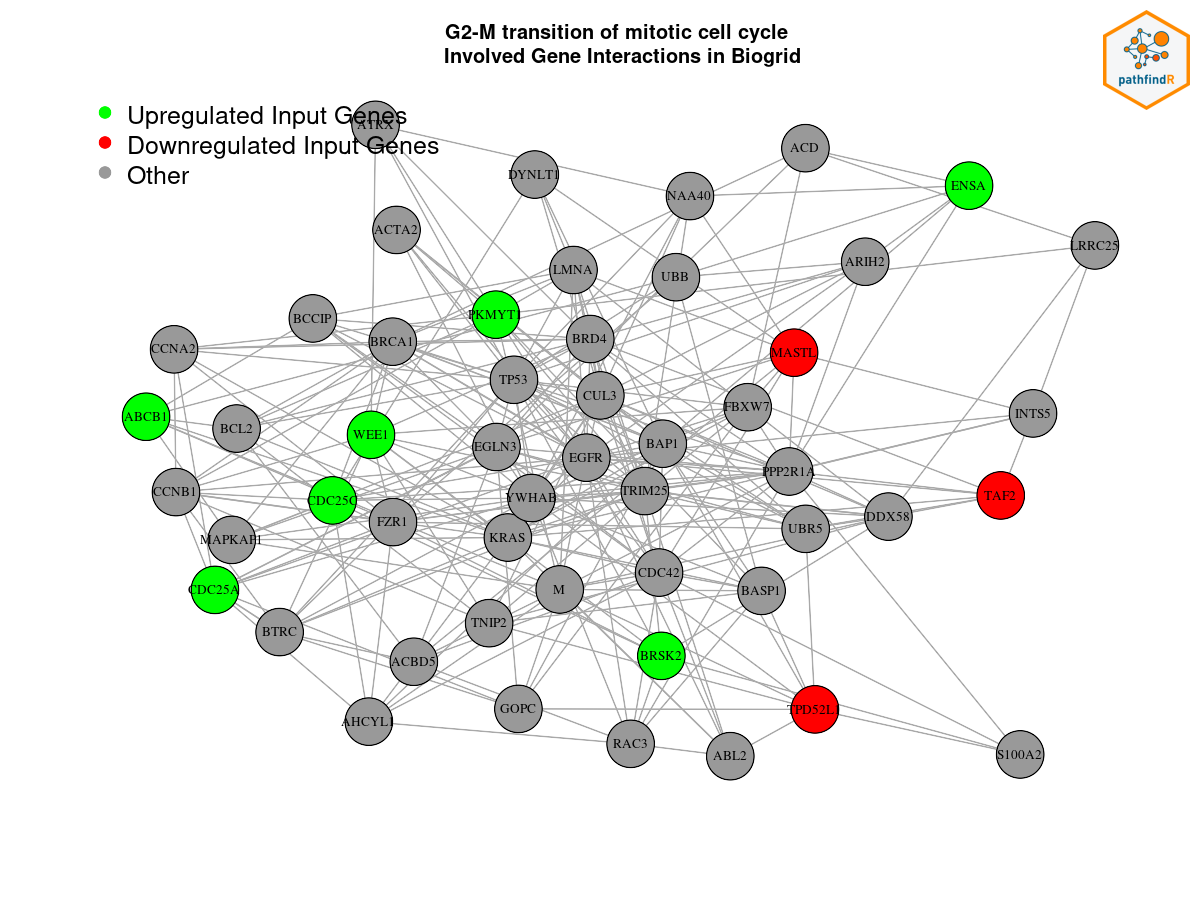 G2-M transition of mitotic cell cycle
Involved Gene Interactions in Biogrid
pathfindR
Upregulated Input Genes
Downregulated Input Genes
Other
ATRX
DYNLT1
ACD
ENSA
NAA40
ACTA2
LRRC25
LMNA
UBB
ARIH2
BCCIP
PKMYT1
CCNA2
BRCA1
BRD4
MASTL
TP53
CUL3
FBXW7
ABCB1
BCL2
WEE1
INTS5
EGLN3
EGFR
BAP1
PPP2R1A
CCNB1
CDC25C
YWHAB
TRIM25
TAF2
MAPKAP1
FZR1
KRAS
UBR5
DDX58
CDC25A
M
CDC42
BASP1
BTRC
TNIP2
ACBD5
BRSK2
AHCYL1
GOPC
TPD52L1
RAC3
ABL2
S100A2